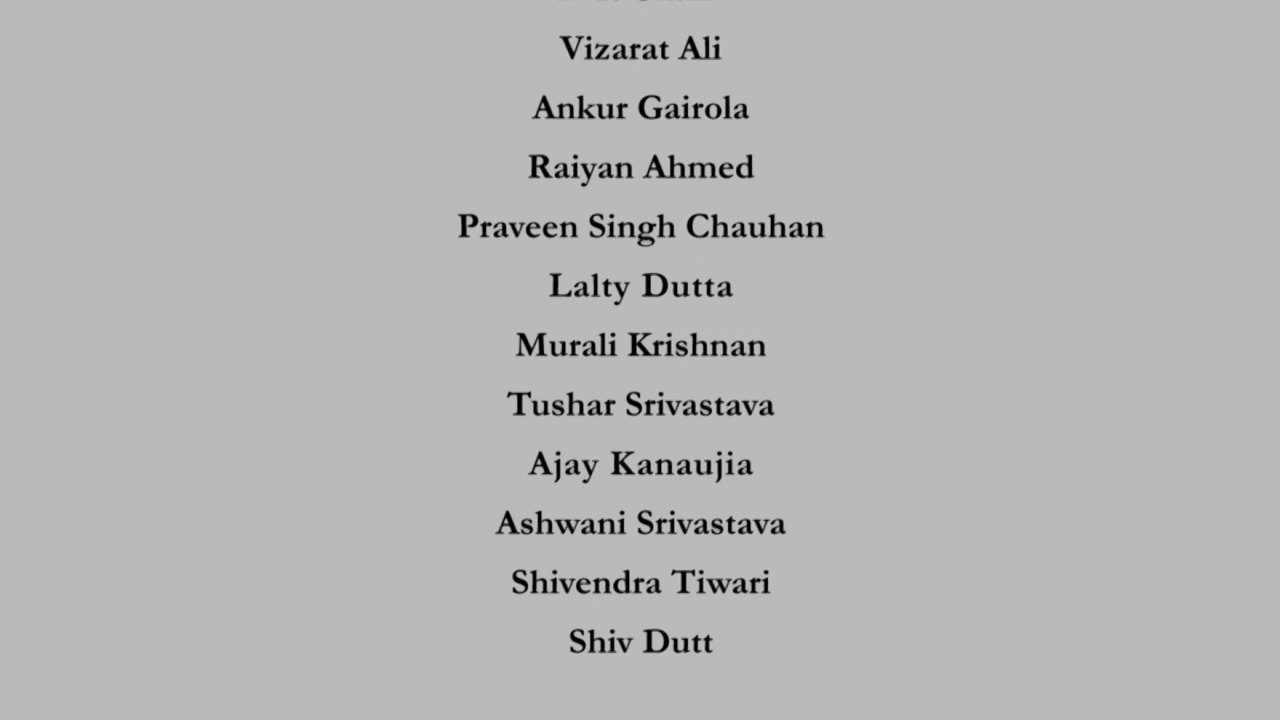 Vizarat Ali
Ankur Gairola
Raiyan Ahmed
Praveen Singh Chauhan
Lalty Dutta
Murali Krishnan
Tushar Srivastava
Ajay Kanaujia
Ashwani Srivastava
Shivendra Tiwari
Shiv Dutt